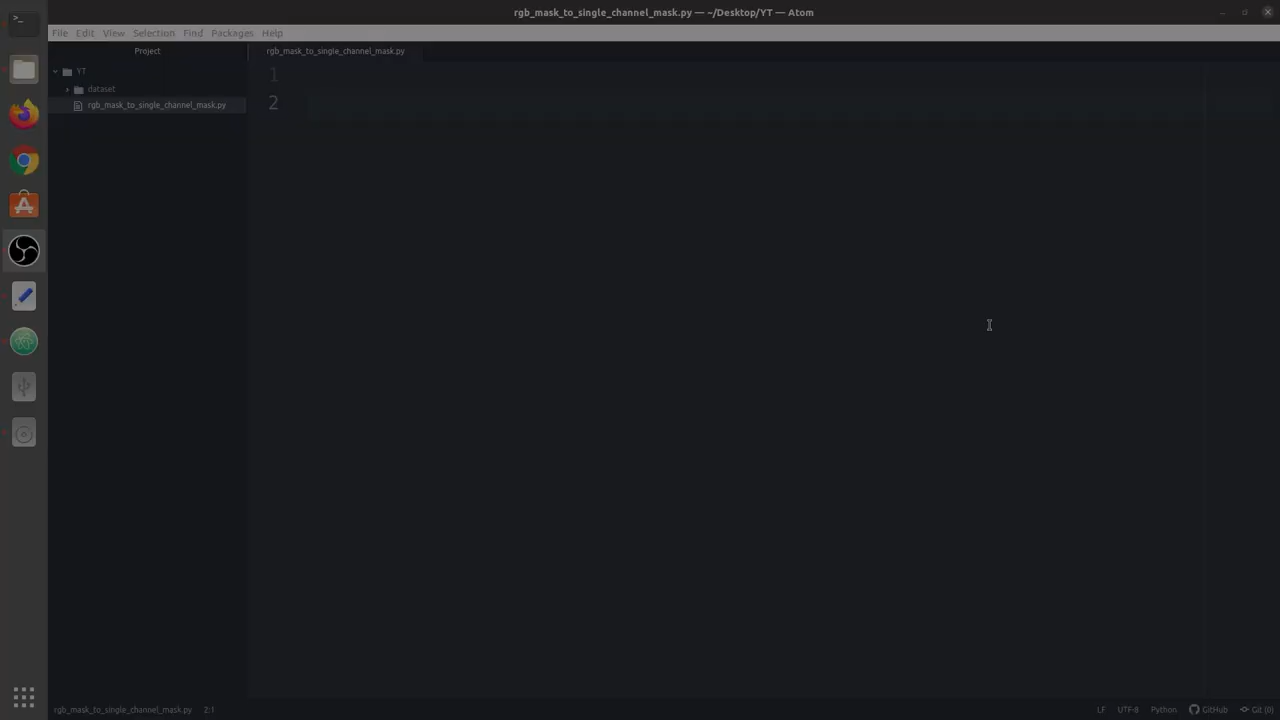 rgb_mask_to_single_channel_mask.py — ~/Desktop/YT — Atom
File Edit View Selection Find Packages Help
Project
rgb_mask_to_single_channel_mask.py
YT
dataset
rgb_mask_to_single_channel_mask.py
1
2
rgb_mask_to_single_channel_mask.py 2:1
LF UTF-8 Python GitHub Git (0)